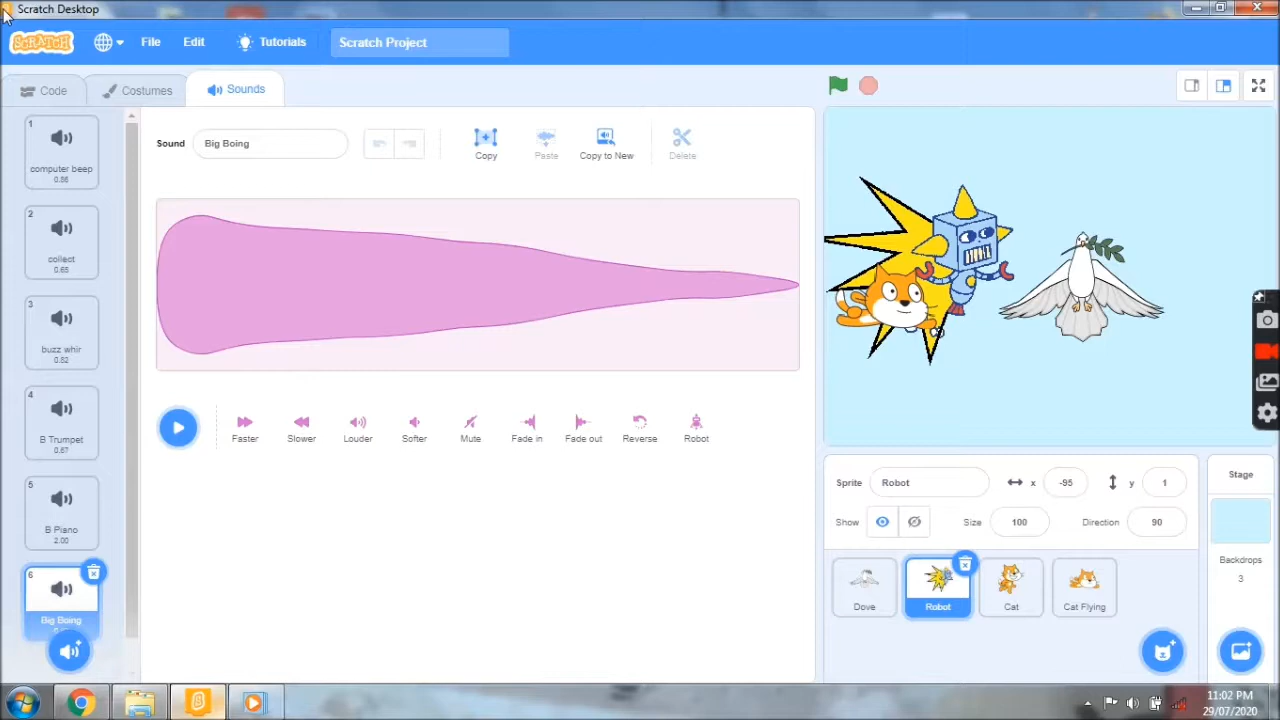 Scratch Desktop
SCRATCH File Edit Tutorials Scratch Project
Code Costumes Sounds
1
computer beep
0.86
2
collect
0.65
3
buzz whir
0.62
4
B Trumpet
0.67
5
B Piano
2.00
6
Big Boing
Sound Big Boing
Copy Paste Copy to New Delete
Faster Slower Louder Softer Mute Fade in Fade out Reverse Robot
Sprite Robot x -95 y 1
Show Size 100 Direction 90
Dove Robot Cat Cat Flying
Stage
Backdrops
3
11:02 PM
29/07/2020